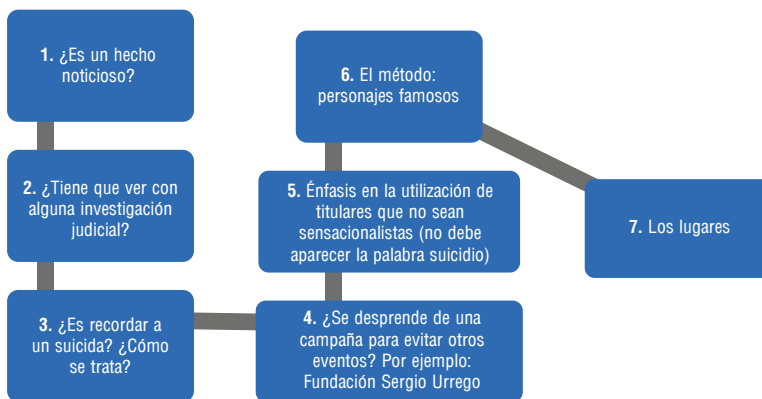 1. ¿Es un hecho
noticioso?
2. ¿Tiene que ver con
alguna investigación
judicial?
3. ¿Es recordar a
un suicida? ¿Cómo
se trata?
4. ¿Se desprende de una
campaña para evitar otros
eventos? Por ejemplo:
Fundación Sergio Urrego
5. Énfasis en la utilización de
titulares que no sean
sensacionalistas (no debe
aparecer la palabra suicidio)
6. El método:
personajes famosos
7. Los lugares